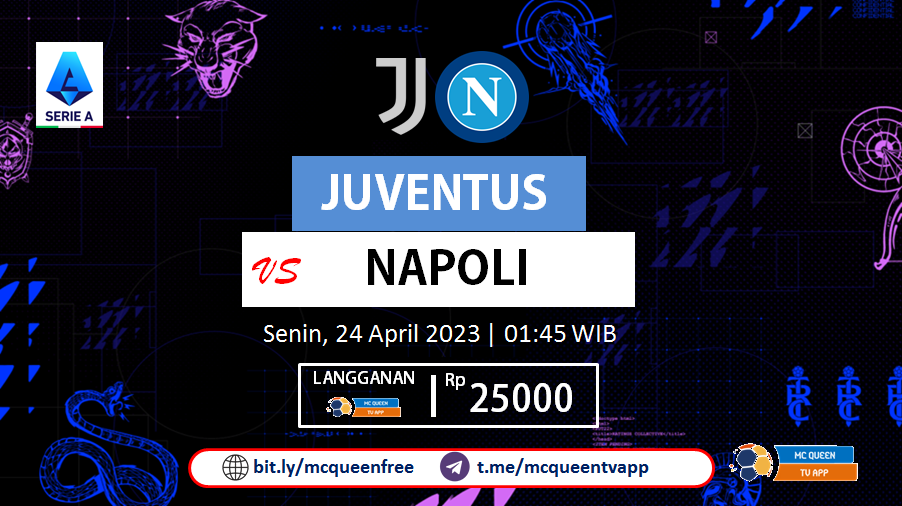 SERIE A
N
JUVENTUS
VS NAPOLI
Senin, 24 April 2023 | 01:45 WIB
LANGGANAN
MC QUEEN
TV APP
Rp 25000
bit.ly/mcqueenfree t.me/mcqueentvapp
MC QUEEN
TV APP